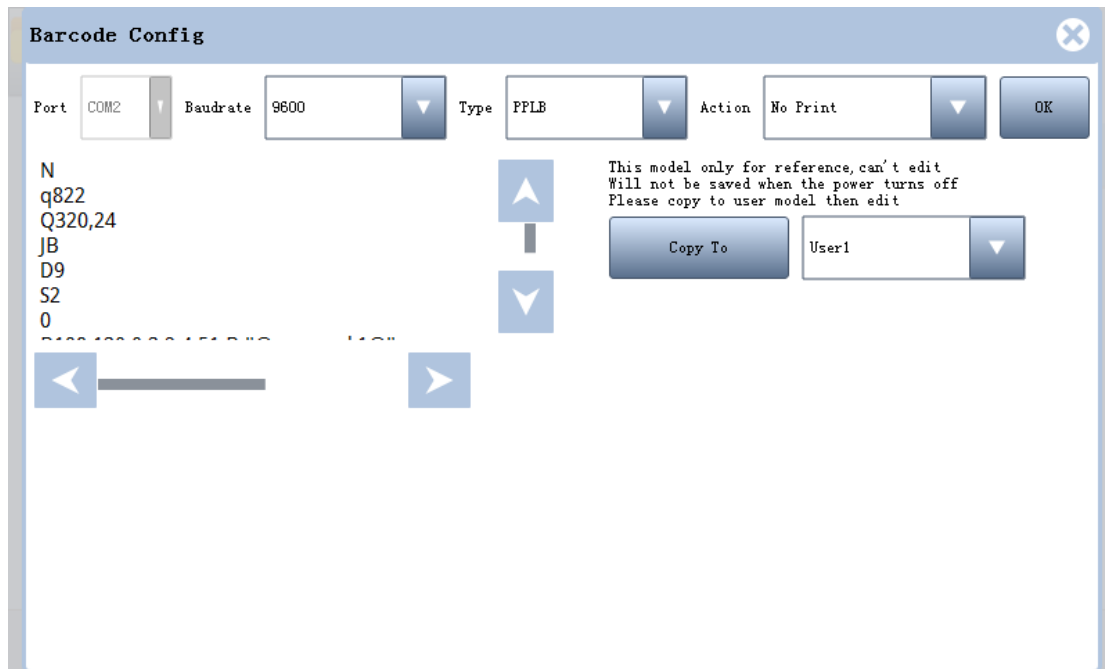 Barcode Config
Port COM2 Baudrate 9600 Type PPLB Action No Print OK
N
q822
Q320,24
JB
D9
S2
0
This model only for reference,can't edit
Will not be saved when the power turns off
Please copy to user model then edit
Copy To User1